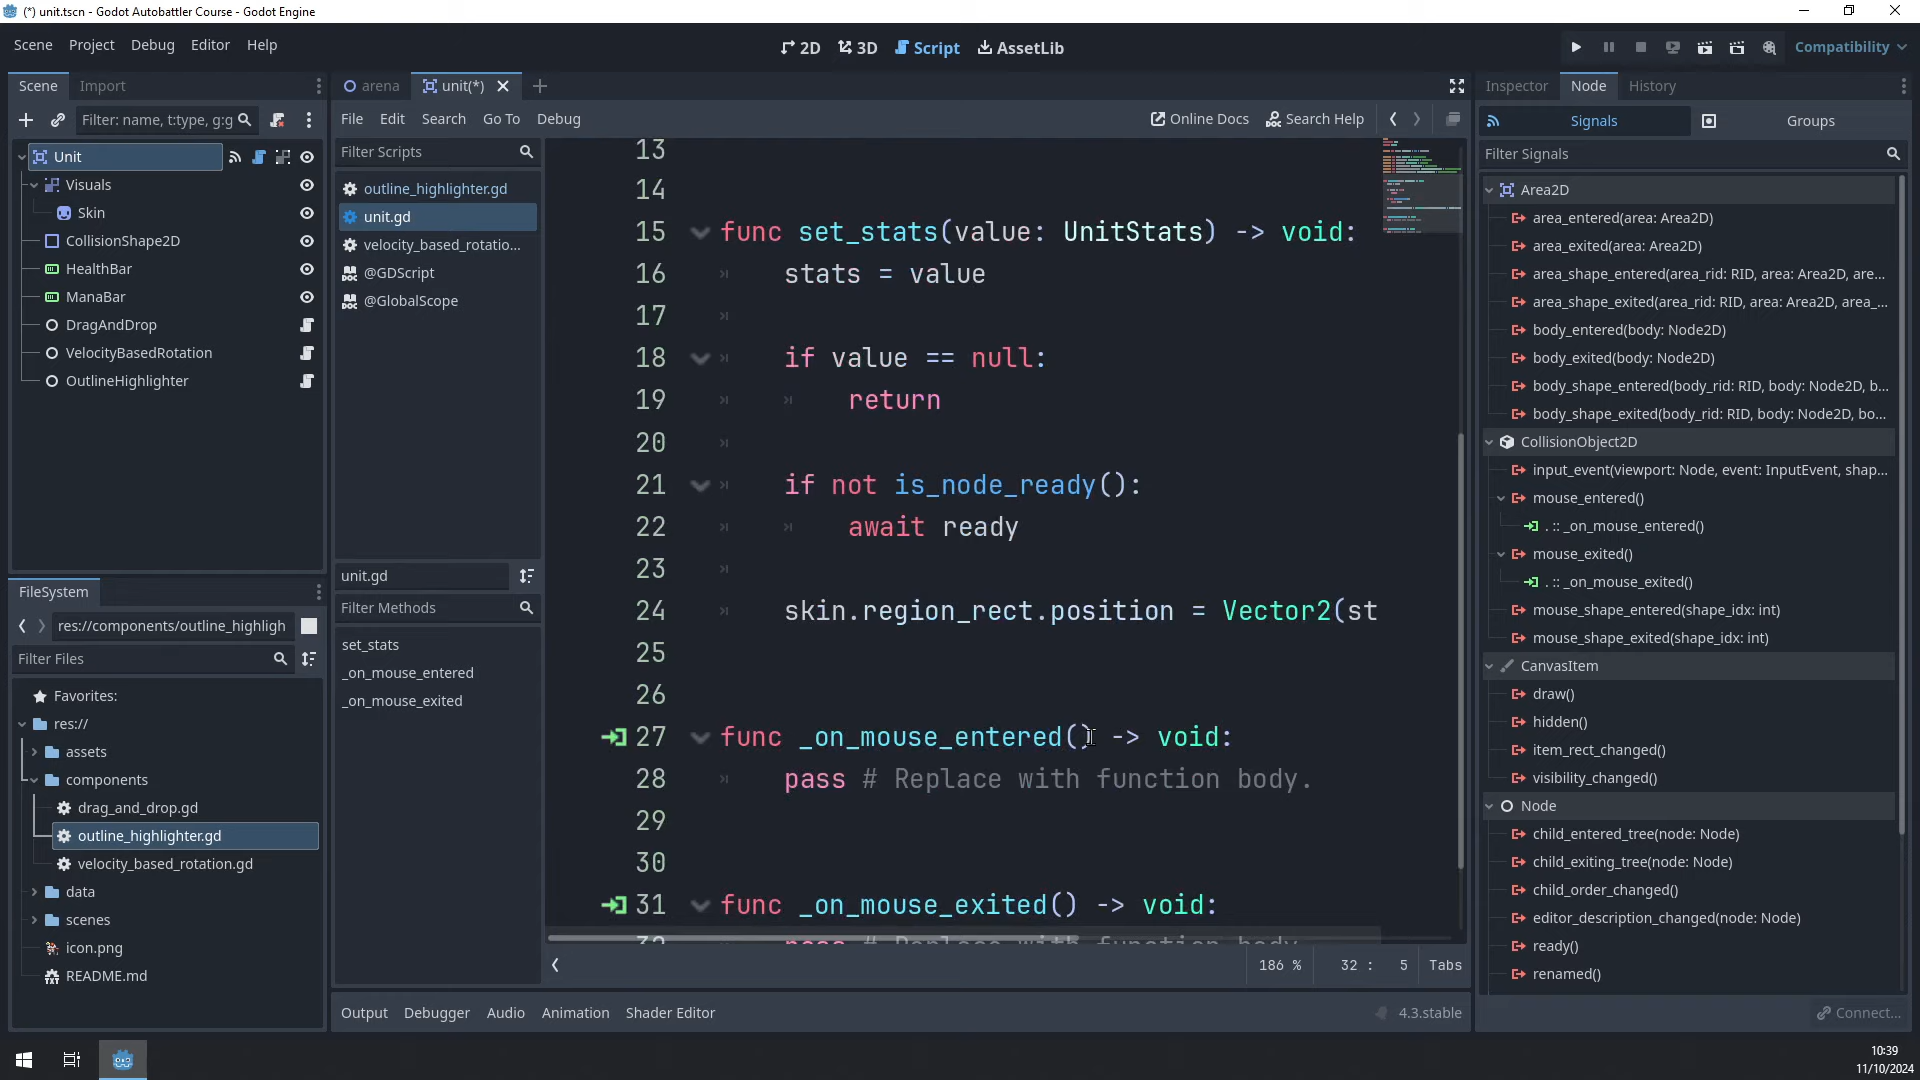 (*) unit.tscn - Godot Autobattler Course - Godot Engine
Scene Project Debug Editor Help
2D 3D Script AssetLib
Compatibility
Scene Import
Filter: name, t:type, g:g
Unit
Visuals
Skin
CollisionShape2D
HealthBar
ManaBar
DragAndDrop
VelocityBasedRotation
OutlineHighlighter
FileSystem
res://components/outline_highligh
Filter Files
Favorites:
res://
assets
components
drag_and_drop.gd
outline_highlighter.gd
velocity_based_rotation.gd
data
scenes
icon.png
README.md
arena unit(*)
File Edit Search Go To Debug
Online Docs Search Help
Filter Scripts
outline_highlighter.gd
unit.gd
velocity_based_rotatio...
@GDScript
@GlobalScope
unit.gd
Filter Methods
set_stats
_on_mouse_entered
_on_mouse_exited
13
14
15 func set_stats(value: UnitStats) -> void:
16 stats = value
17
18 if value == null:
19 return
20
21 if not is_node_ready():
22 await ready
23
24 skin.region_rect.position = Vector2(st
25
26
27 func _on_mouse_entered() -> void:
28 pass # Replace with function body.
29
30
31 func _on_mouse_exited() -> void:
32 pass # Replace with function body.
186 % 32 : 5 Tabs
Output Debugger Audio Animation Shader Editor
4.3.stable
Inspector Node History
Signals Groups
Filter Signals
Area2D
area_entered(area: Area2D)
area_exited(area: Area2D)
area_shape_entered(area_rid: RID, area: Area2D, are...
area_shape_exited(area_rid: RID, area: Area2D, area_...
body_entered(body: Node2D)
body_exited(body: Node2D)
body_shape_entered(body_rid: RID, body: Node2D, b...
body_shape_exited(body_rid: RID, body: Node2D, bo...
CollisionObject2D
input_event(viewport: Node, event: InputEvent, shap...
mouse_entered()
. :: _on_mouse_entered()
mouse_exited()
. :: _on_mouse_exited()
mouse_shape_entered(shape_idx: int)
mouse_shape_exited(shape_idx: int)
CanvasItem
draw()
hidden()
item_rect_changed()
visibility_changed()
Node
child_entered_tree(node: Node)
child_exiting_tree(node: Node)
child_order_changed()
editor_description_changed(node: Node)
ready()
renamed()
Connect...
10:39
11/10/2024